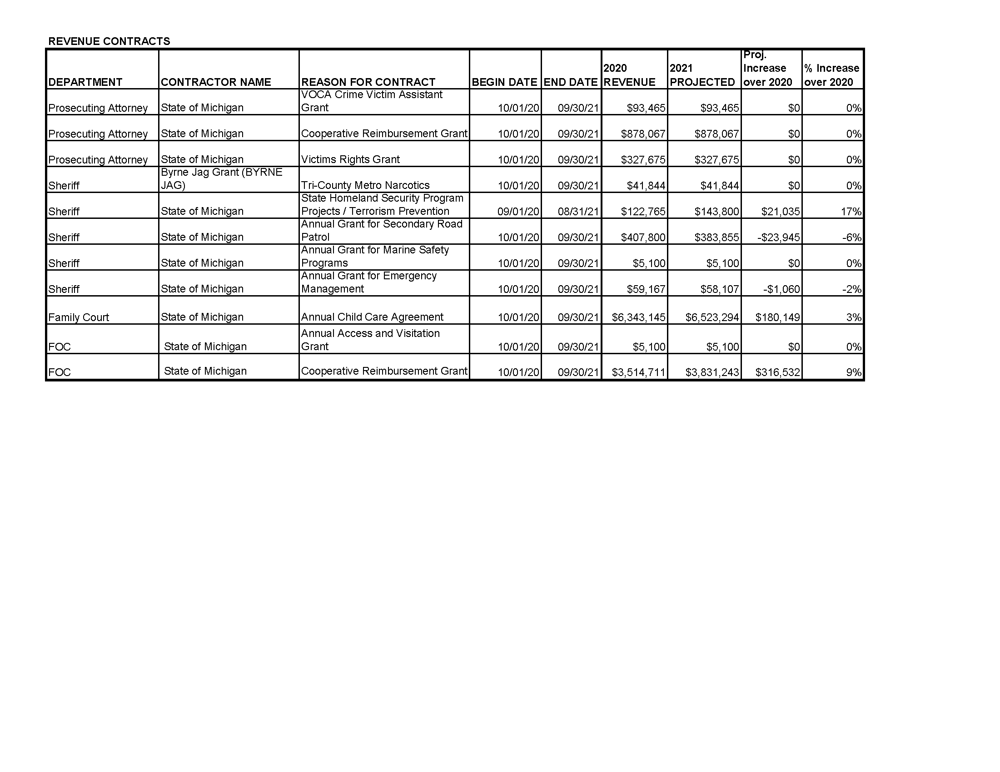 REVENUE CONTRACTS
DEPARTMENT CONTRACTOR NAME REASON FOR CONTRACT BEGIN DATE END DATE 2020 REVENUE 2021 PROJECTED Proj. Increase over 2020 % Increase over 2020
Prosecuting Attorney State of Michigan VOCA Crime Victim Assistant Grant 10/01/20 09/30/21 $93,465 $93,465 $0 0%
Prosecuting Attorney State of Michigan Cooperative Reimbursement Grant 10/01/20 09/30/21 $878,067 $878,067 $0 0%
Prosecuting Attorney State of Michigan Victims Rights Grant 10/01/20 09/30/21 $327,675 $327,675 $0 0%
Sheriff Byrne Jag Grant (BYRNE JAG) Tri-County Metro Narcotics 10/01/20 09/30/21 $41,844 $41,844 $0 0%
Sheriff State of Michigan State Homeland Security Program Projects / Terrorism Prevention 09/01/20 08/31/21 $122,765 $143,800 $21,035 17%
Sheriff State of Michigan Annual Grant for Secondary Road Patrol 10/01/20 09/30/21 $407,800 $383,855 -$23,945 -6%
Sheriff State of Michigan Annual Grant for Marine Safety Programs 10/01/20 09/30/21 $5,100 $5,100 $0 0%
Sheriff State of Michigan Annual Grant for Emergency Management 10/01/20 09/30/21 $59,167 $58,107 -$1,060 -2%
Family Court State of Michigan Annual Child Care Agreement 10/01/20 09/30/21 $6,343,145 $6,523,294 $180,149 3%
FOC State of Michigan Annual Access and Visitation Grant 10/01/20 09/30/21 $5,100 $5,100 $0 0%
FOC State of Michigan Cooperative Reimbursement Grant 10/01/20 09/30/21 $3,514,711 $3,831,243 $316,532 9%